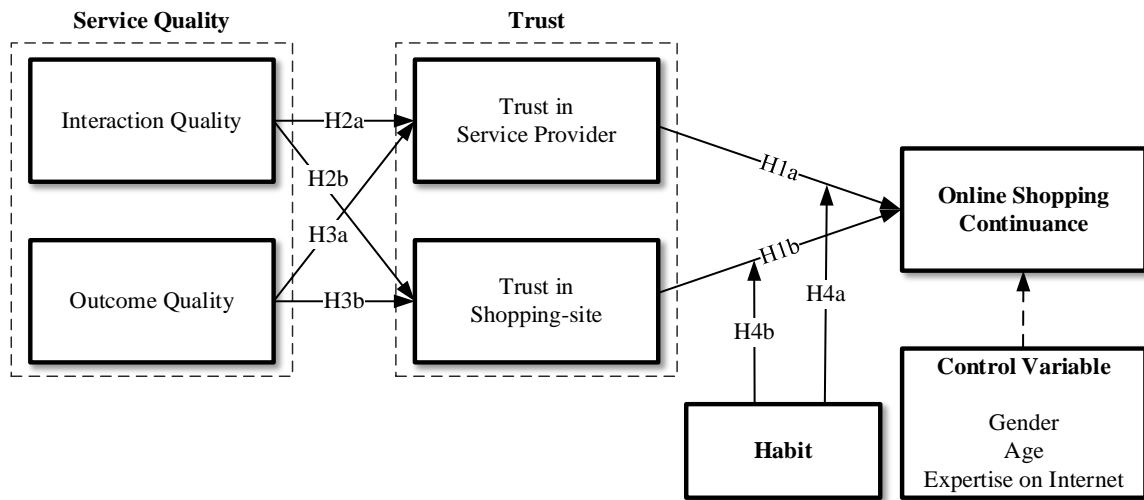 Service Quality
Trust
Interaction Quality
Outcome Quality
H2a
H2b
H3a
H3b
Trust in
Service Provider
Trust in
Shopping-site
H1a
H1b
H4a
H4b
Online Shopping
Continuance
Habit
Control Variable
Gender
Age
Expertise on Internet